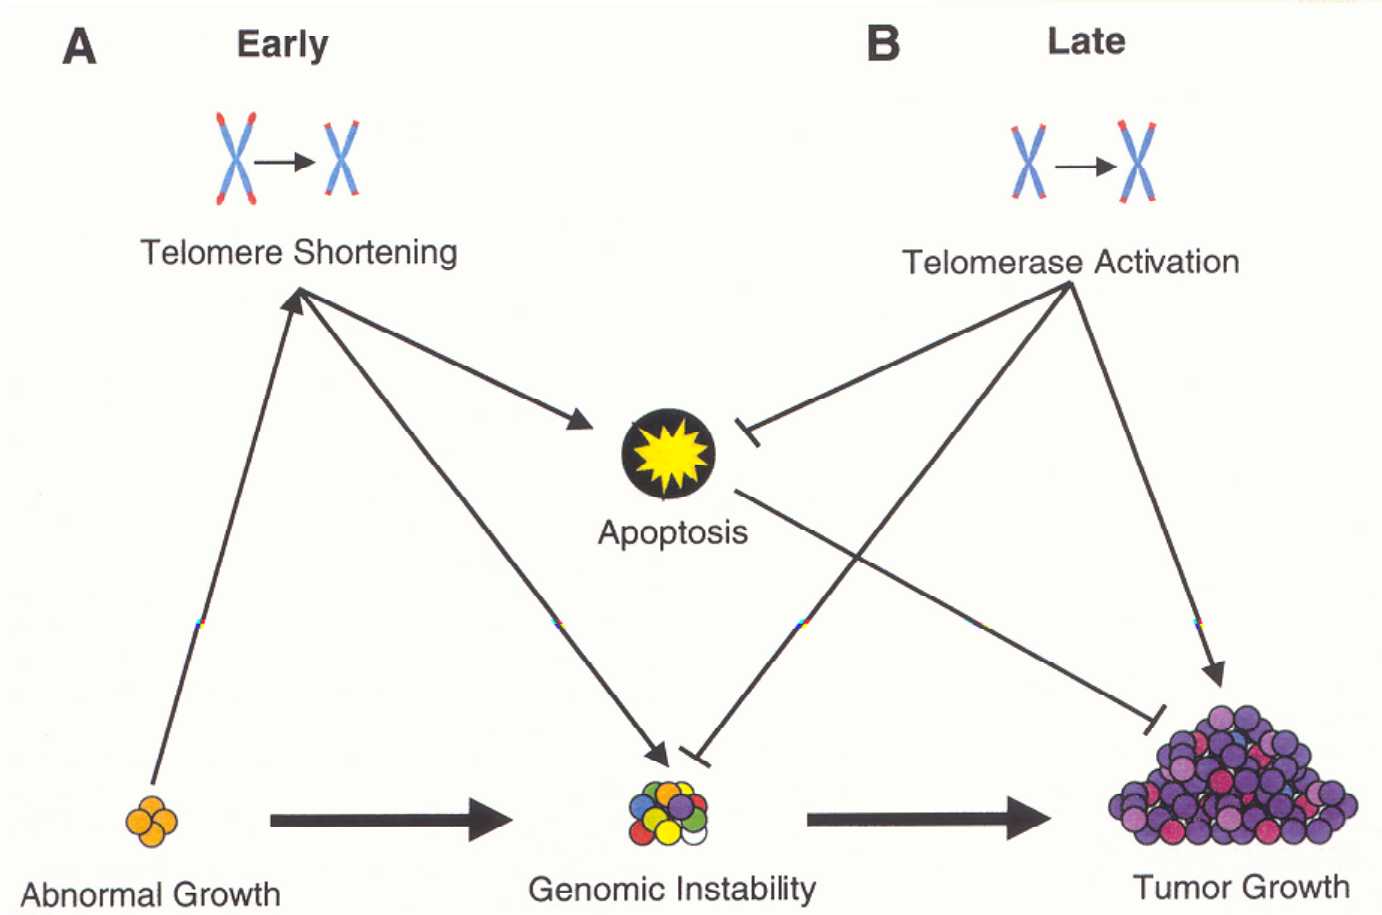 A Early
B Late
Telomere Shortening
Telomerase Activation
Apoptosis
Abnormal Growth
Genomic Instability
Tumor Growth